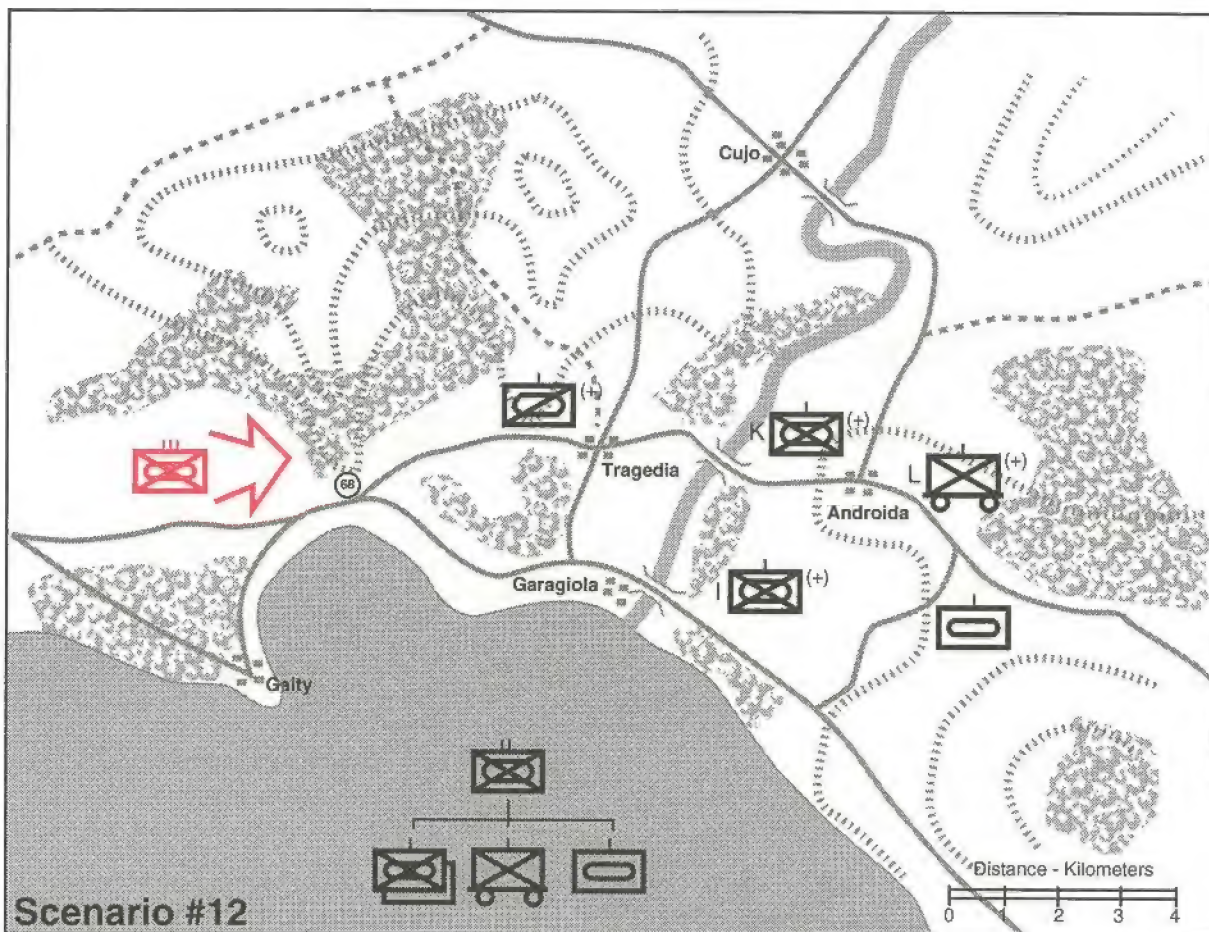 Cujo
(+)
K
(+)
L
(+)
68
Tragedia
Androida
Garagiola
I
(+)
Gaity
Distance - Kilometers
0 1 2 3 4
Scenario #12